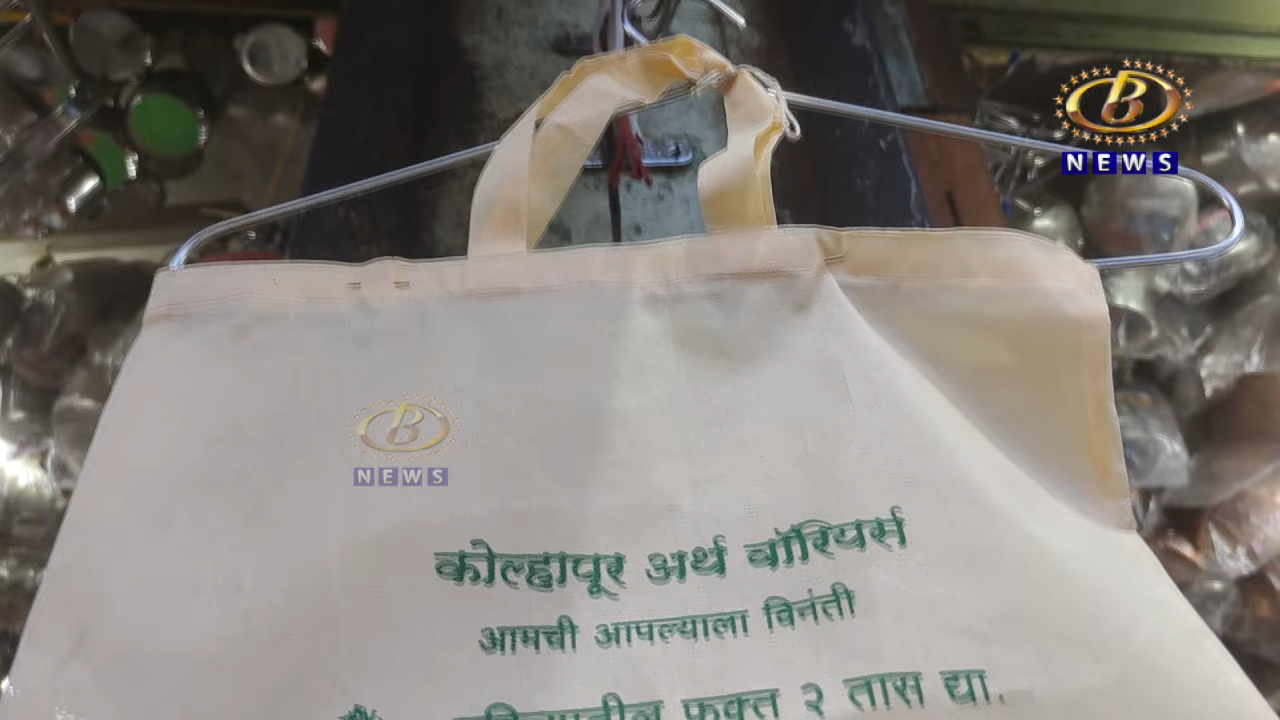 B
NEWS
B
NEWS
कोल्हापूर अर्थ वॉरियर्स
आमची आपल्याला विनंती
फक्त २ तास द्या.